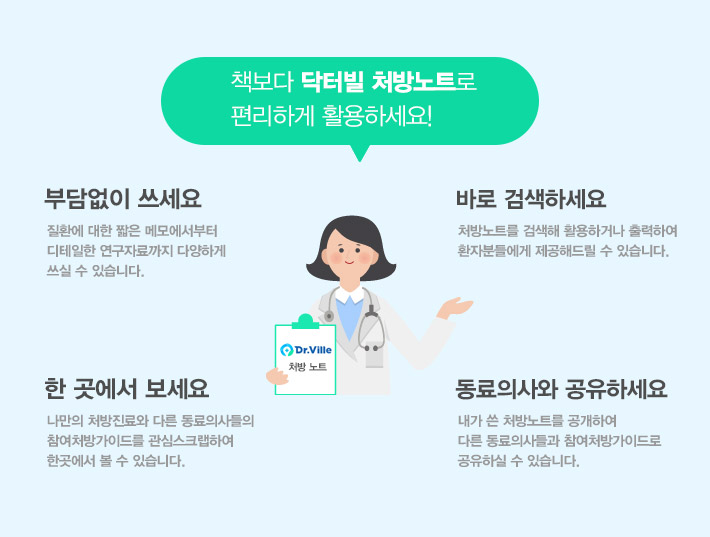 책보다 닥터빌 처방노트로
편리하게 활용하세요!
부담없이 쓰세요
질환에 대한 짧은 메모에서부터
디테일한 연구자료까지 다양하게
쓰실 수 있습니다.
바로 검색하세요
처방노트를 검색해 활용하거나 출력하여
환자분들에게 제공해드릴 수 있습니다.
Dr.Ville
처방 노트
한 곳에서 보세요
나만의 처방진료와 다른 동료의사들의
참여처방가이드를 관심스크랩하여
한곳에서 볼 수 있습니다.
동료의사와 공유하세요
내가 쓴 처방노트를 공개하여
다른 동료의사들과 참여처방가이드로
공유하실 수 있습니다.